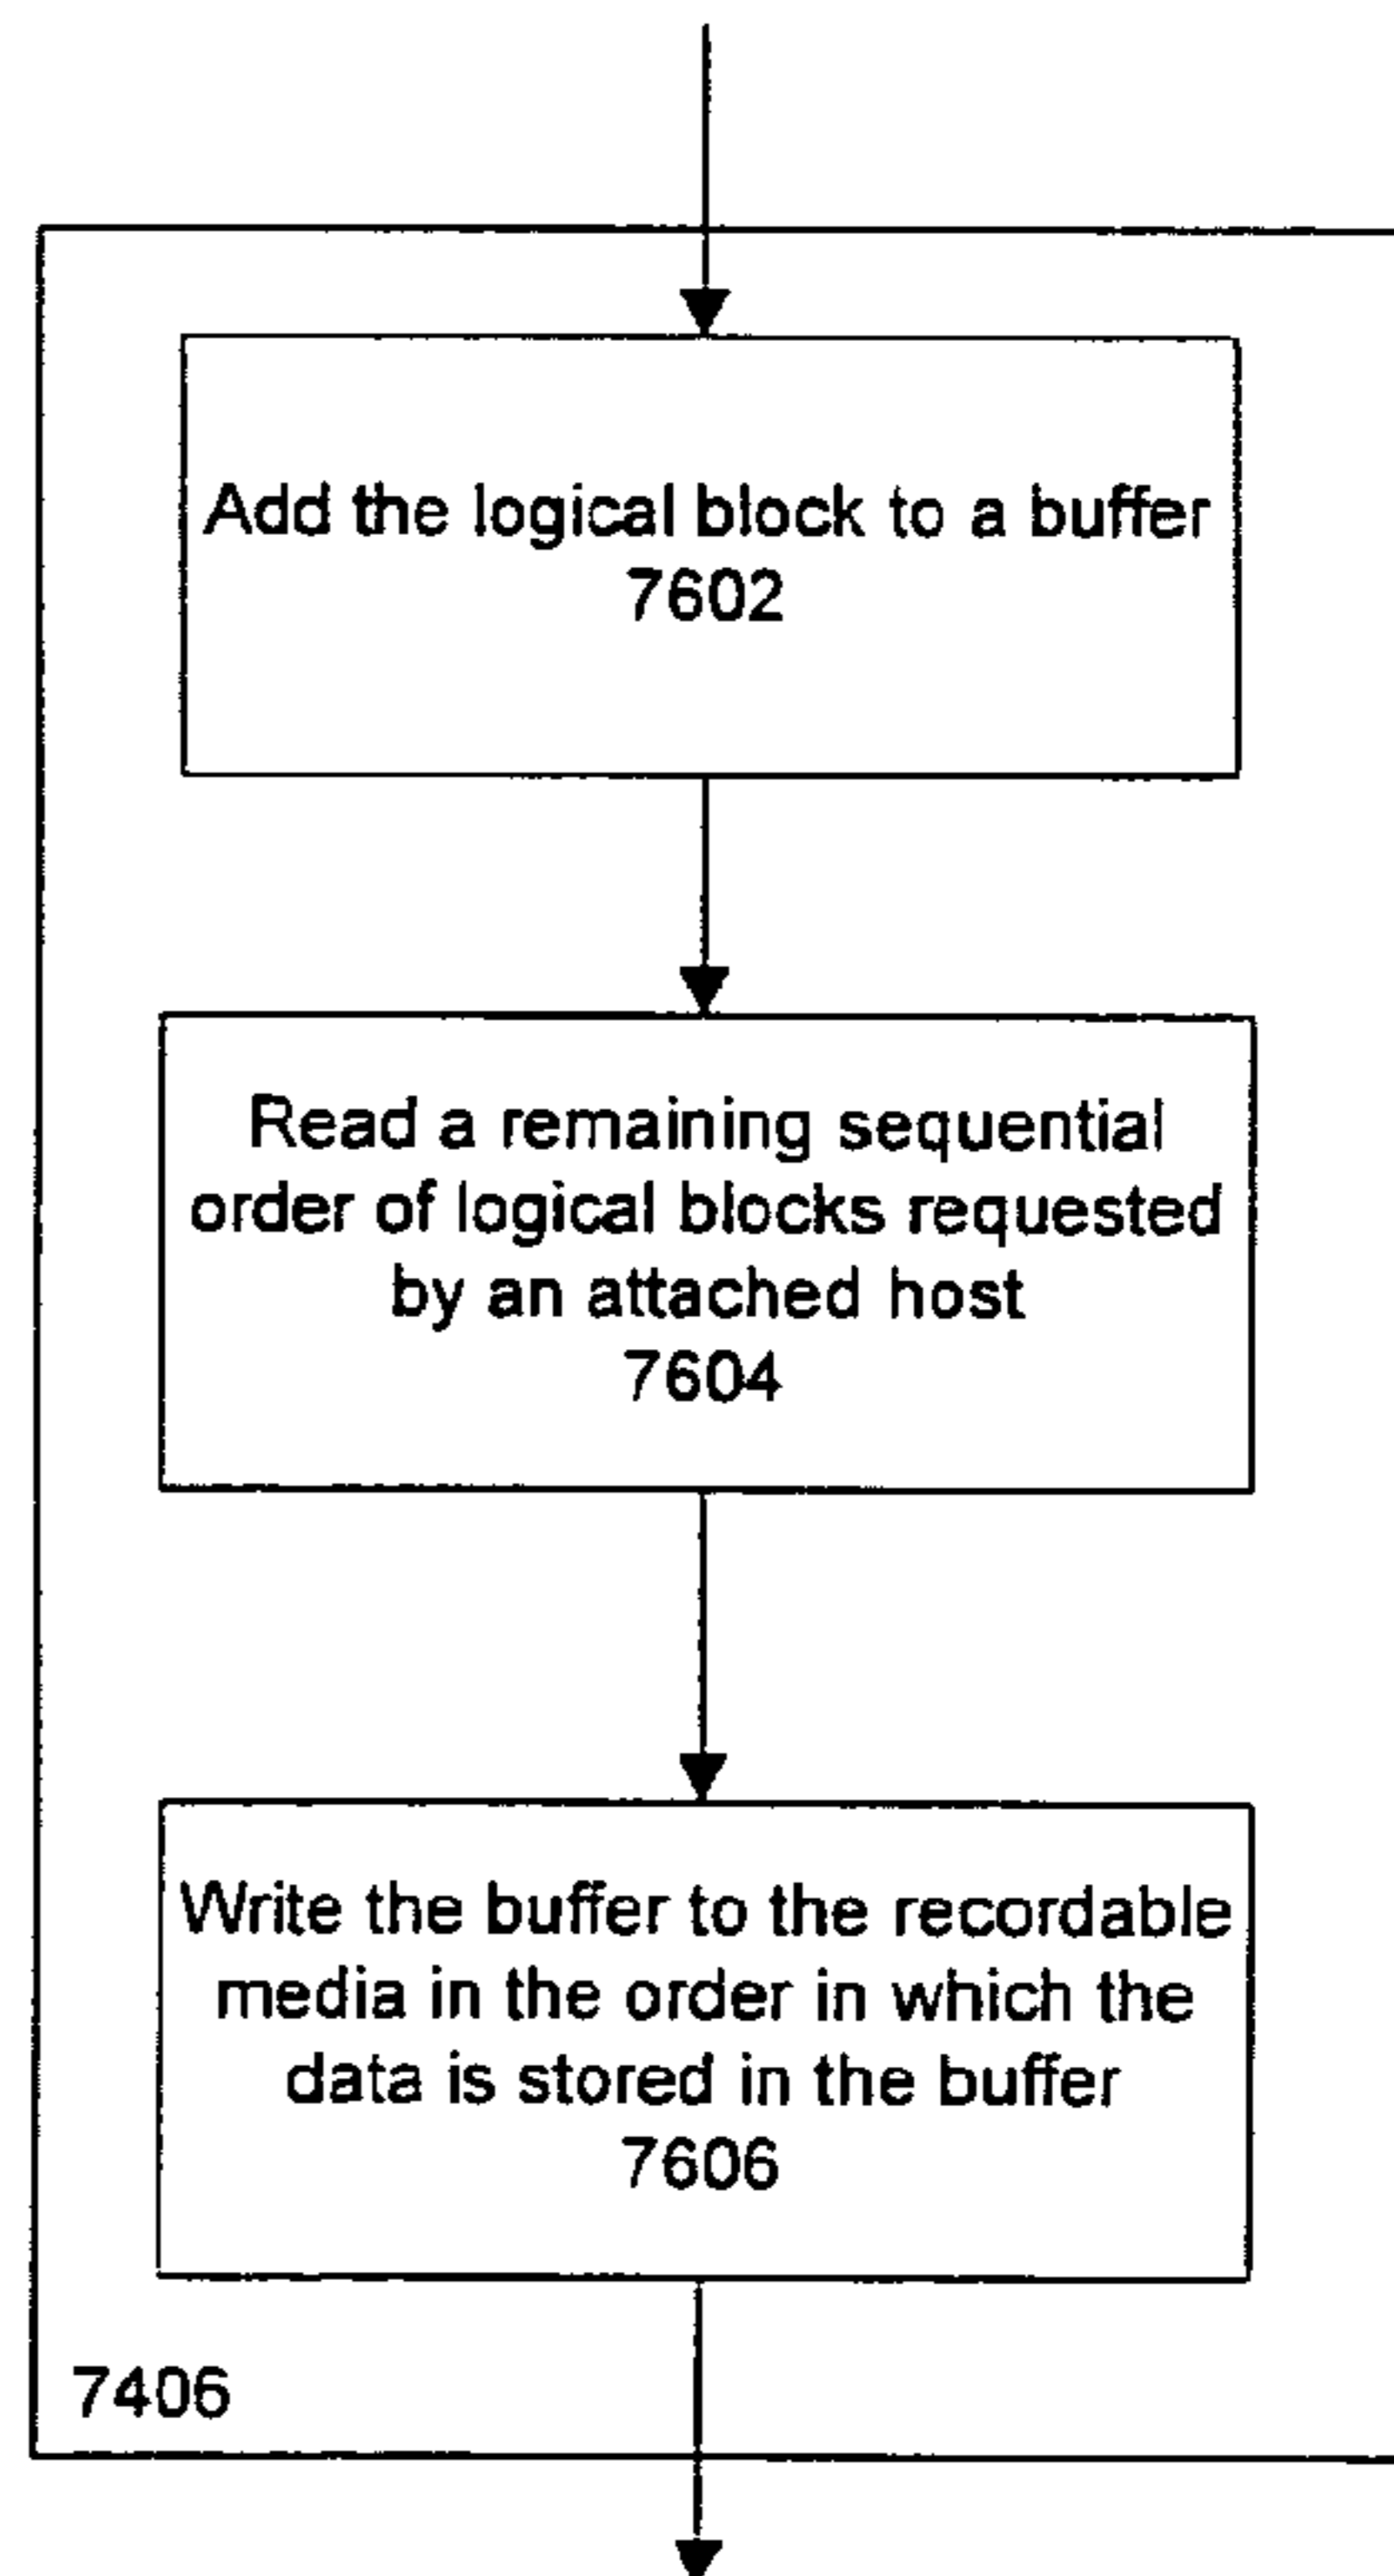 Add the logical block to a buffer
7602
Read a remaining sequential
order of logical blocks requested
by an attached host
7604
Write the buffer to the recordable
media in the order in which the
data is stored in the buffer
7606
7406